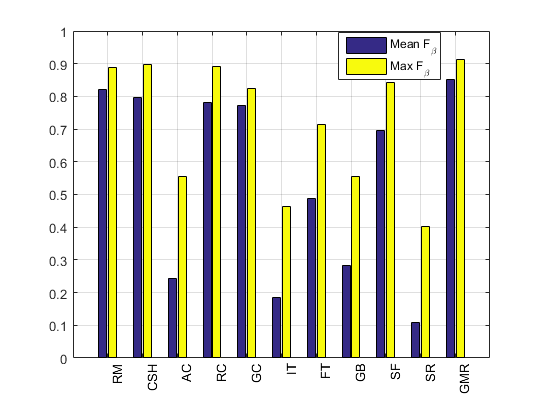 1
0.9
0.8
0.7
0.6
0.5
0.4
0.3
0.2
0.1
0
Mean Fβ
Max Fβ
RM
CSH
AC
RC
GC
IT
FT
GB
SF
SR
GMR